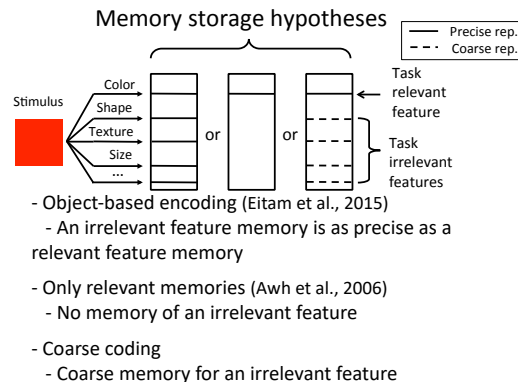 Memory storage hypotheses
Precise rep.
Coarse rep.
Stimulus
Color
Shape
Texture
Size
...
or
or
Task
relevant
feature
Task
irrelevant
features
- Object-based encoding (Eitam et al., 2015)
- An irrelevant feature memory is as precise as a
relevant feature memory
- Only relevant memories (Awh et al., 2006)
- No memory of an irrelevant feature
- Coarse coding
- Coarse memory for an irrelevant feature